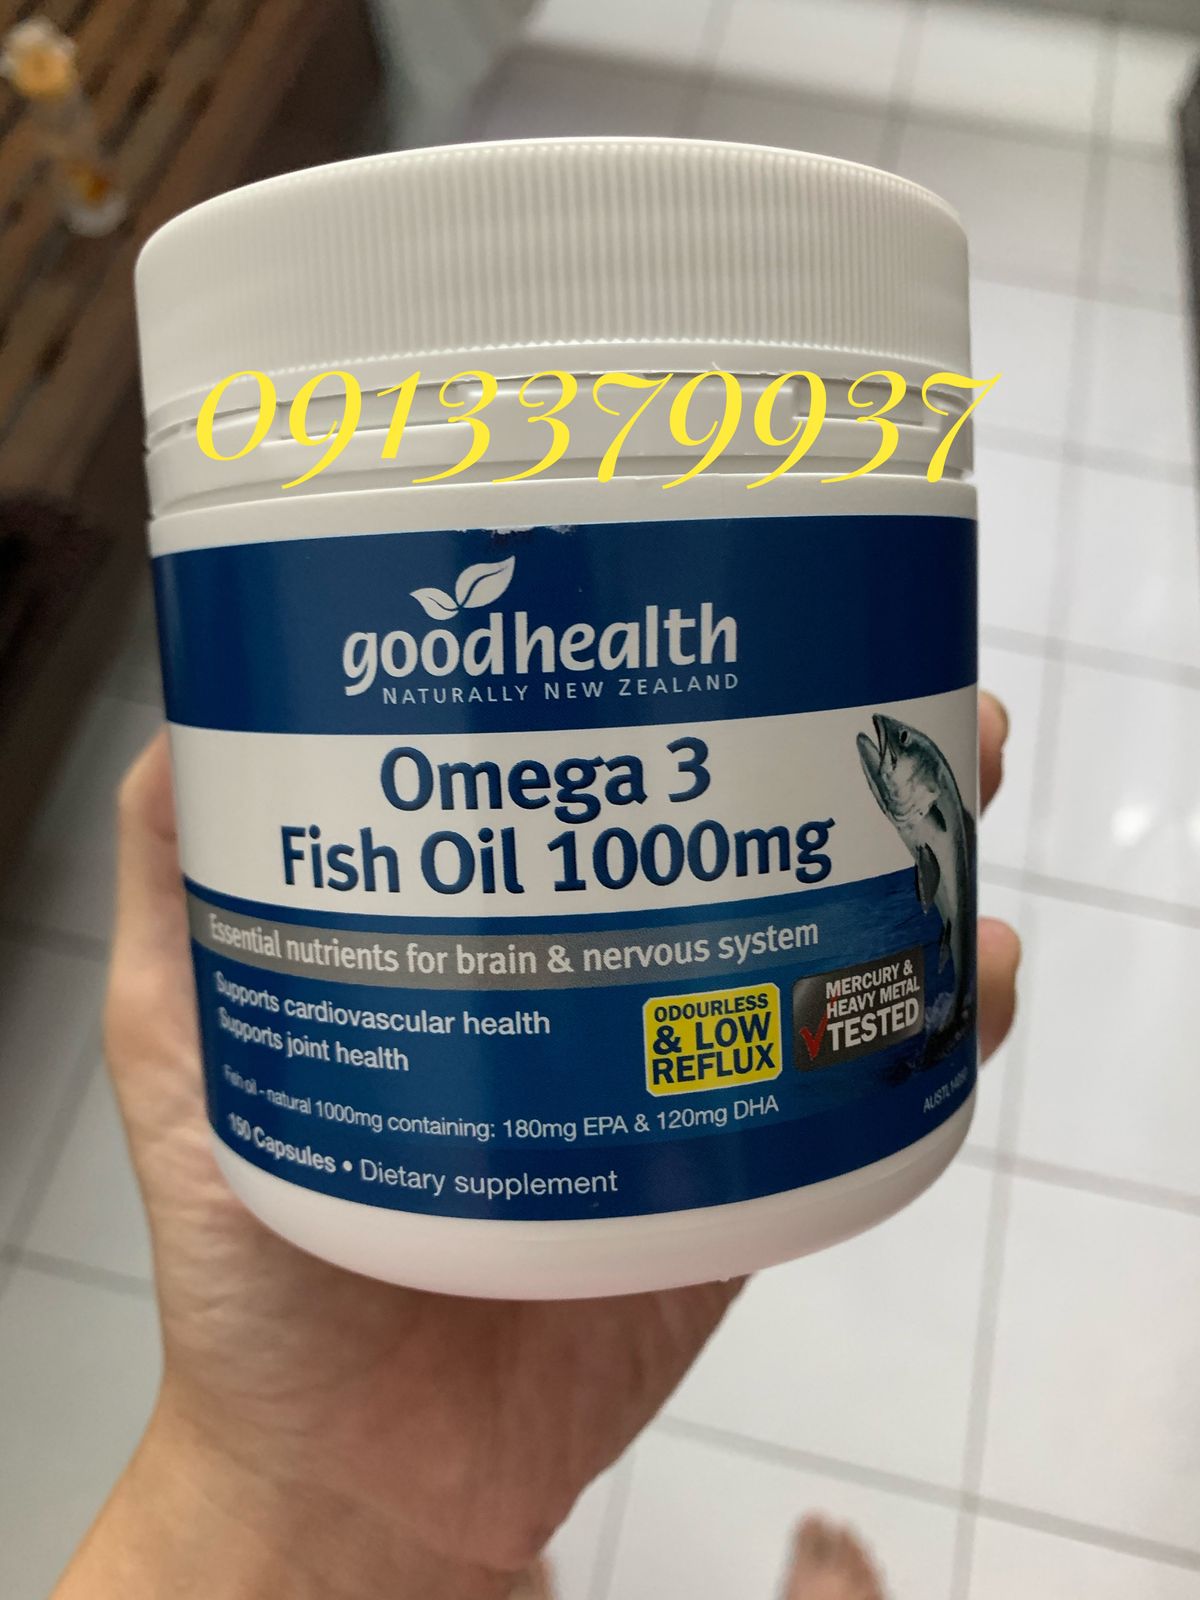 0913379937
goodhealth
NATURALLY NEW ZEALAND
Omega 3
Fish Oil 1000mg
Essential nutrients for brain & nervous system
Supports cardiovascular health
Supports joint health
ODOURLESS
& LOW
REFLUX
MERCURY &
HEAVY METAL
TESTED
Fish oil - natural 1000mg containing: 180mg EPA & 120mg DHA
150 Capsules • Dietary supplement